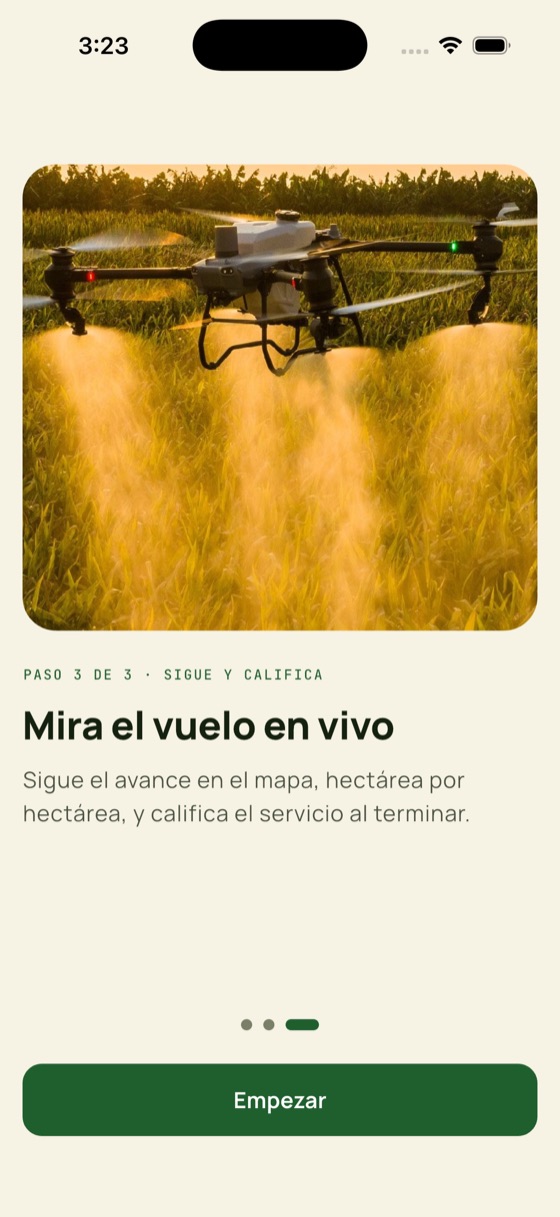 3:23
PASO 3 DE 3 · SIGUE Y CALIFICA
Mira el vuelo en vivo
Sigue el avance en el mapa, hectárea por
hectárea, y califica el servicio al terminar.
Empezar